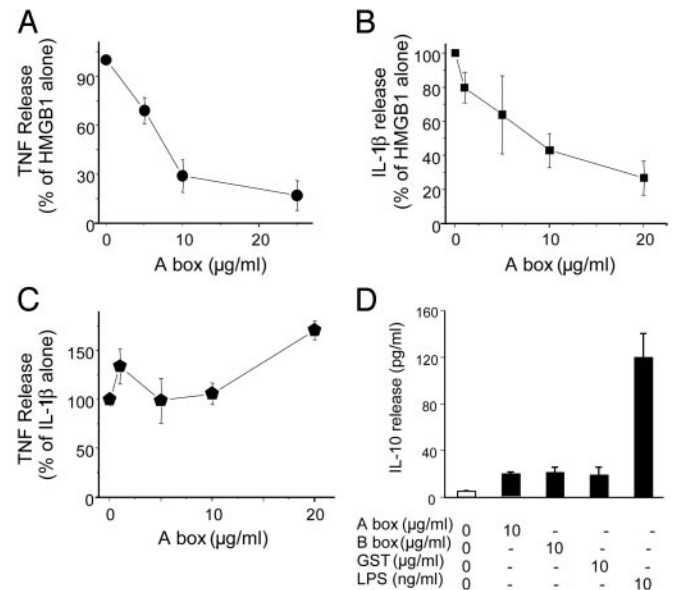 A
TNF Release
(% of HMGB1 alone)
90
60
30
0
0
10
20
A box (µg/ml)
B
IL-1β release
(% of HMGB1 alone)
100
80
60
40
20
0
0
5
10
15
20
A box (µg/ml)
C
TNF Release
(% of IL-1β alone)
150
100
50
0
0
10
20
A box (µg/ml)
D
IL-10 release (pg/ml)
160
120
80
40
0
A box (µg/ml) 0 10 - - -
B box (µg/ml) 0 - 10 - -
GST (µg/ml) 0 - - 10 -
LPS (ng/ml) 0 - - - 10